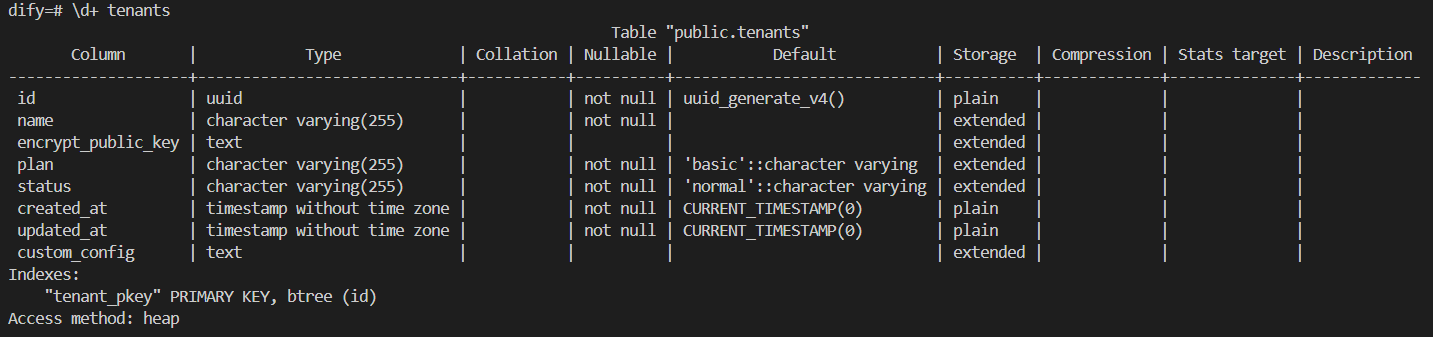 dify=# \d+ tenants
                                                                   Table "public.tenants"
       Column       |            Type             | Collation | Nullable |           Default           | Storage  | Compression | Stats target | Description
--------------------+-----------------------------+-----------+----------+-----------------------------+----------+-------------+--------------+-------------
 id                 | uuid                        |           | not null | uuid_generate_v4()          | plain    |             |              |
 name               | character varying(255)      |           | not null |                             | extended |             |              |
 encrypt_public_key | text                        |           |          |                             | extended |             |              |
 plan               | character varying(255)      |           | not null | 'basic'::character varying  | extended |             |              |
 status             | character varying(255)      |           | not null | 'normal'::character varying | extended |             |              |
 created_at         | timestamp without time zone |           | not null | CURRENT_TIMESTAMP(0)        | plain    |             |              |
 updated_at         | timestamp without time zone |           | not null | CURRENT_TIMESTAMP(0)        | plain    |             |              |
 custom_config      | text                        |           |          |                             | extended |             |              |
Indexes:
    "tenant_pkey" PRIMARY KEY, btree (id)
Access method: heap